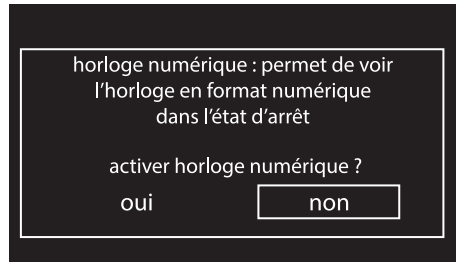 horloge numérique : permet de voir
l'horloge en format numérique
dans l'état d'arrêt
activer horloge numérique ?
oui non